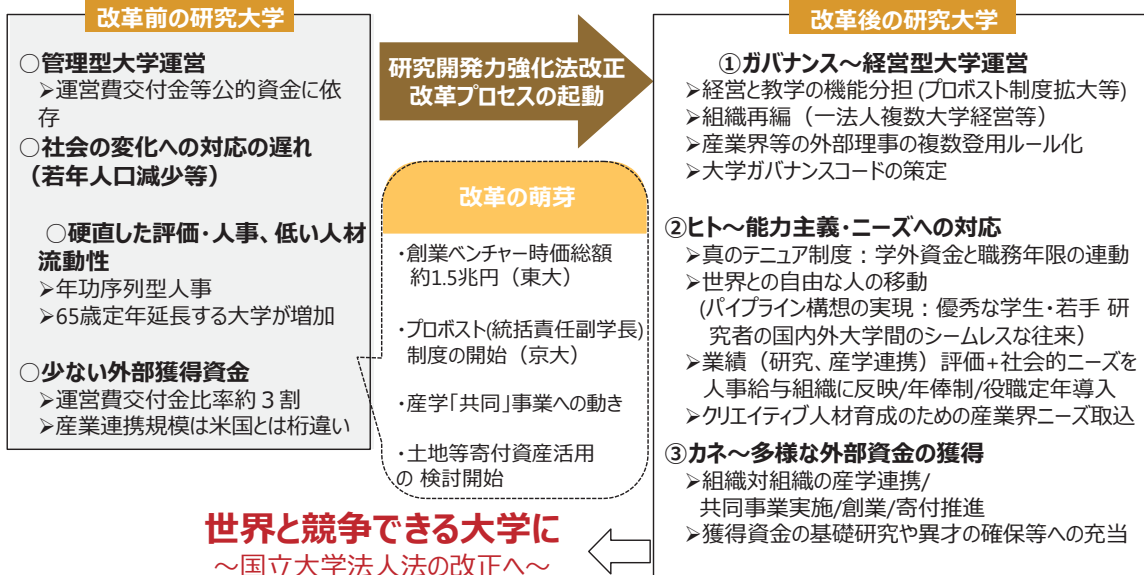 改革前の研究大学
○管理型大学運営
➢運営費交付金等公的資金に依
存
○社会の変化への対応の遅れ
（若年人口減少等）
○硬直した評価・人事、低い人材
流動性
➢年功序列型人事
➢65歳定年延長する大学が増加
○少ない外部獲得資金
➢運営費交付金比率約３割
➢産業連携規模は米国とは桁違い
研究開発力強化法改正
改革プロセスの起動
改革の萌芽
・創業ベンチャー時価総額
約1.5兆円（東大）
・プロボスト(統括責任副学長)
制度の開始（京大）
・産学「共同」事業への動き
・土地等寄付資産活用
の 検討開始
改革後の研究大学
①ガバナンス～経営型大学運営
➢経営と教学の機能分担 (プロボスト制度拡大等)
➢組織再編（一法人複数大学経営等）
➢産業界等の外部理事の複数登用ルール化
➢大学ガバナンスコードの策定
②ヒト～能力主義・ニーズへの対応
➢真のテニュア制度：学外資金と職務年限の連動
➢世界との自由な人の移動
(パイプライン構想の実現：優秀な学生・若手 研
究者の国内外大学間のシームレスな往来）
➢業績（研究、産学連携）評価+社会的ニーズを
人事給与組織に反映/年俸制/役職定年導入
➢クリエイティブ人材育成のための産業界ニーズ取込
③カネ～多様な外部資金の獲得
➢組織対組織の産学連携/
共同事業実施/創業/寄付推進
➢獲得資金の基礎研究や異才の確保等への充当
世界と競争できる大学に
～国立大学法人法の改正へ～